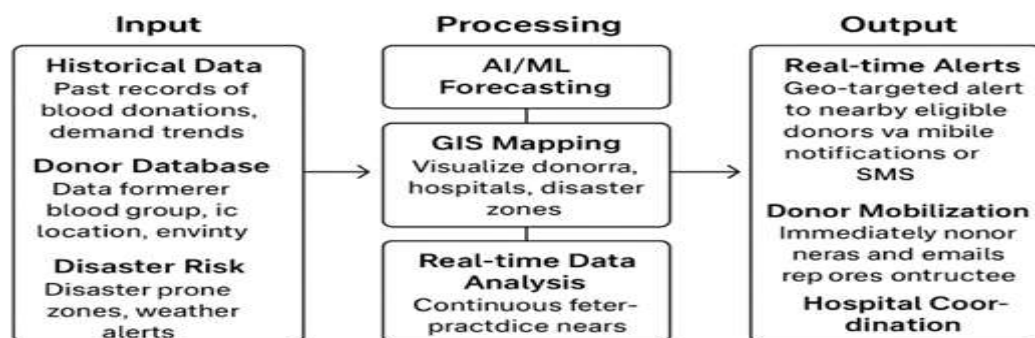 Input
Historical Data
Past records of
blood donations,
demand trends
Donor Database
Data formerer
blood group, ic
location, envinty
Disaster Risk
Disaster prone
zones, weather
alerts
Processing
AI/ML
Forecasting
GIS Mapping
Visualize donorra,
hospitals, disaster
zones
Real-time Data
Analysis
Continuous feter-
practdice nears
Output
Real-time Alerts
Geo-targeted alert
to nearby eligible
donors va mibile
notifications or
SMS
Donor Mobilization
Immediately nonor
neras and emails
rep ores ontructee
Hospital Coor-
dination